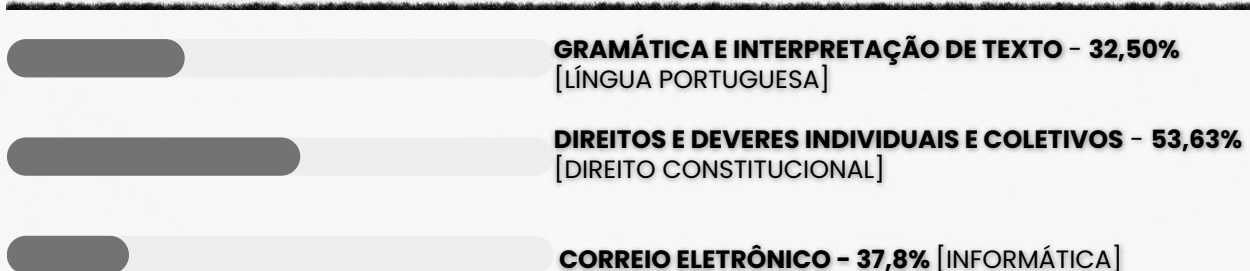 GRAMÁTICA E INTERPRETAÇÃO DE TEXTO - 32,50%
[LÍNGUA PORTUGUESA]
DIREITOS E DEVERES INDIVIDUAIS E COLETIVOS - 53,63%
[DIREITO CONSTITUCIONAL]
CORREIO ELETRÔNICO - 37,8% [INFORMÁTICA]